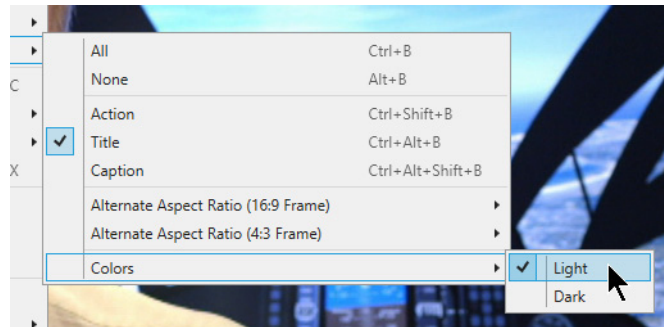 All Ctrl+B
None Alt+B
C
Action Ctrl+Shift+B
Title Ctrl+Alt+B
X Caption Ctrl+Alt+Shift+B
Alternate Aspect Ratio (16:9 Frame)
Alternate Aspect Ratio (4:3 Frame)
Colors Light
Dark